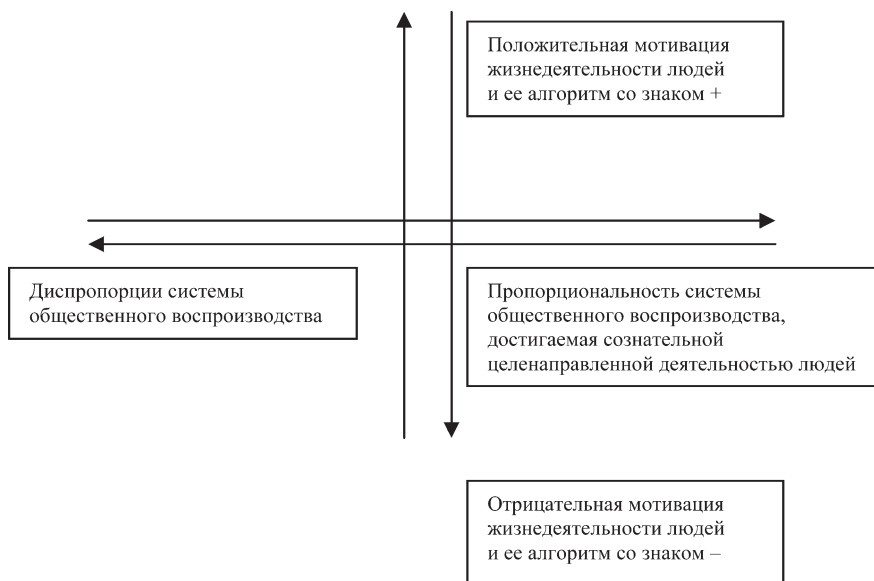 Положительная мотивация
жизнедеятельности людей
и ее алгоритм со знаком +
Диспропорции системы
общественного воспроизводства
Пропорциональность системы
общественного воспроизводства,
достигаемая сознательной
целенаправленной деятельностью людей
Отрицательная мотивация
жизнедеятельности людей
и ее алгоритм со знаком –